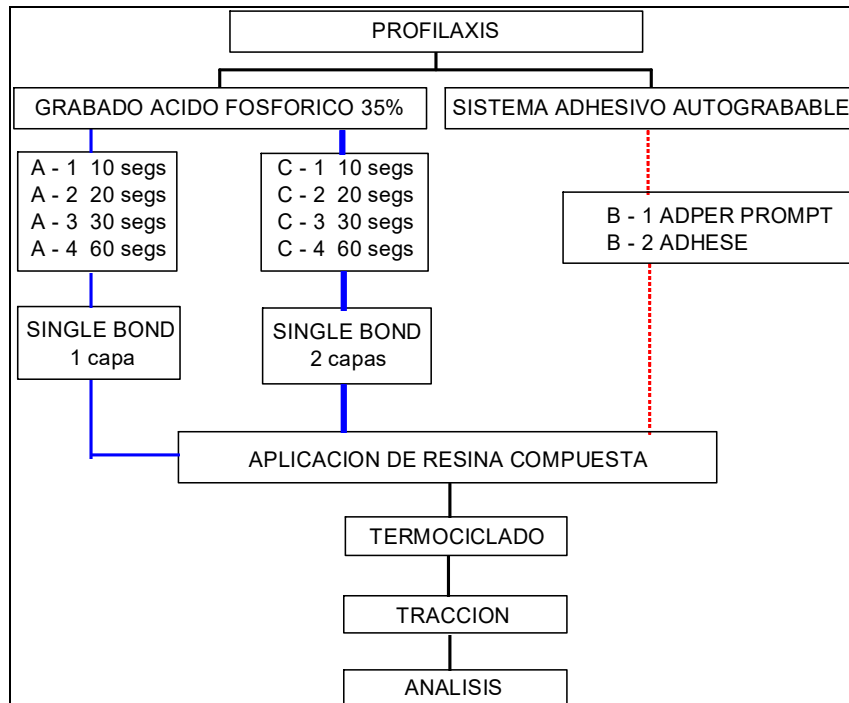 PROFILAXIS
GRABADO ACIDO FOSFORICO 35%
SISTEMA ADHESIVO AUTOGRABABLE
A - 1 10 segs
A - 2 20 segs
A - 3 30 segs
A - 4 60 segs
C - 1 10 segs
C - 2 20 segs
C - 3 30 segs
C - 4 60 segs
B - 1 ADPER PROMPT
B - 2 ADHESE
SINGLE BOND
1 capa
SINGLE BOND
2 capas
APLICACION DE RESINA COMPUESTA
TERMOCICLADO
TRACCION
ANALISIS